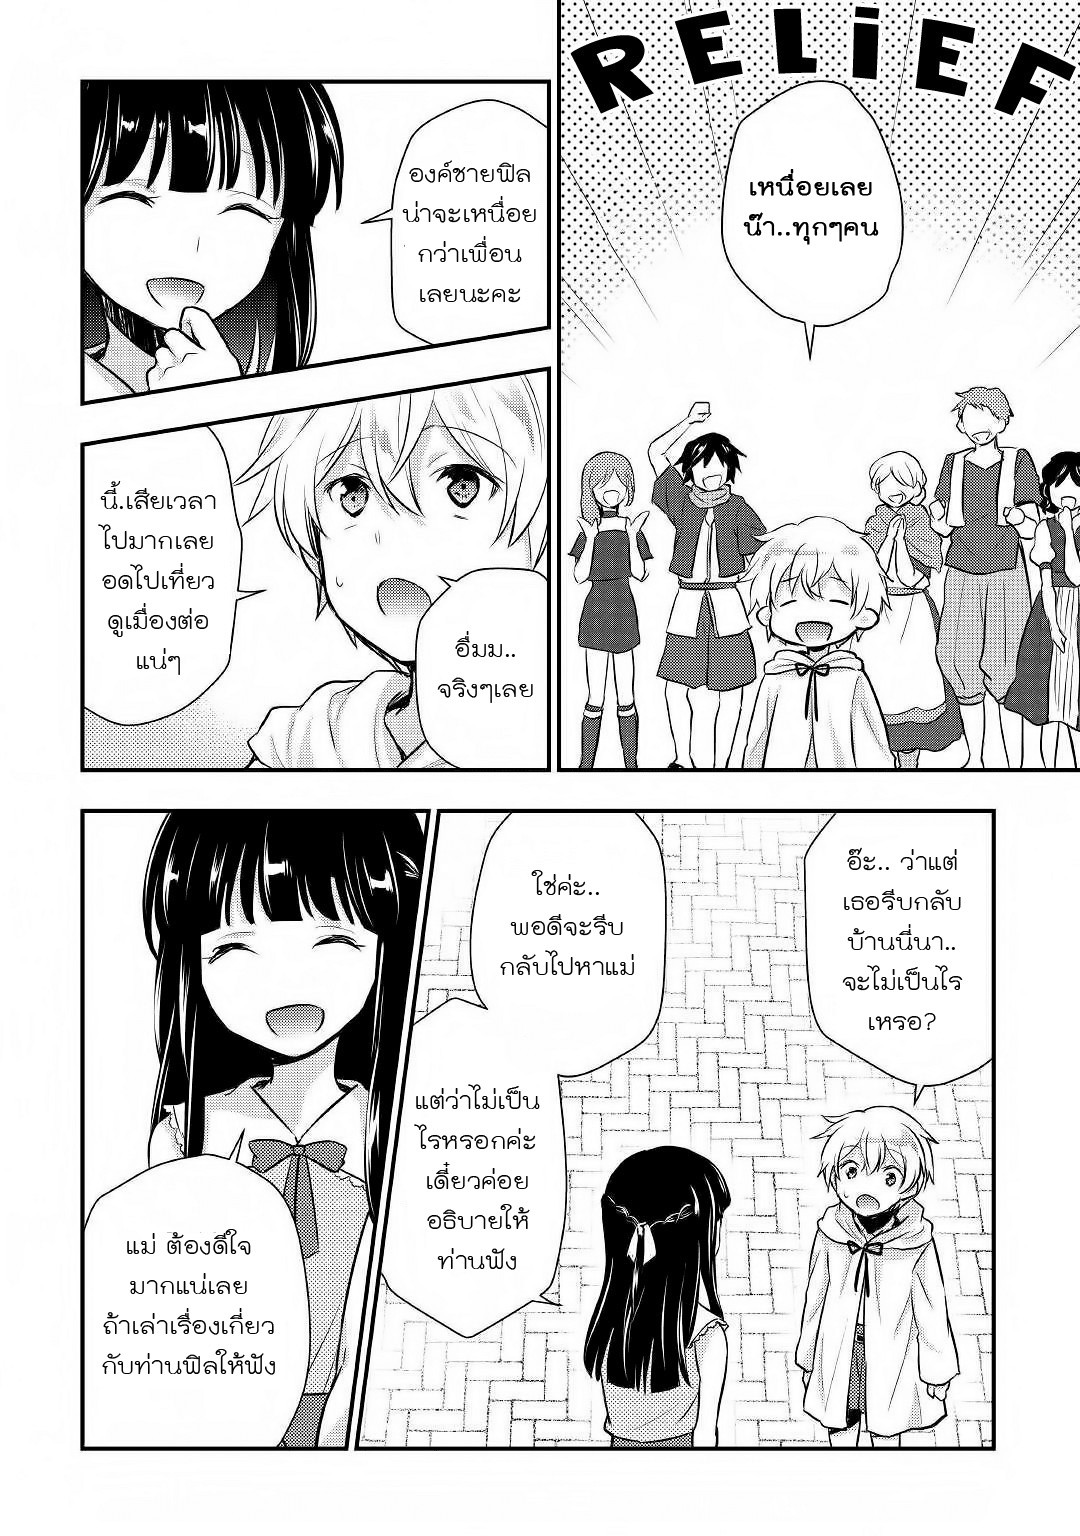 RELiEF
เหนื่อยเลย
น๊า..ทุกๆคน
องค์ชายฟิล
น่าจะเหนื่อย
กว่าเพื่อน
เลยนะคะ
อื่มม..
จริงๆเลย
นี้.เสียเวลา
ไปมากเลย
อดไปเที่ยว
ดูเมื่องต่อ
แน่ๆ
อ๊ะ.. ว่าแต่
เธอรีบกลับ
บ้านนี่นา..
จะไม่เป็นไร
เหรอ?
ใช่ค่ะ..
พอดีจะรีบ
กลับไปหาแม่
แต่ว่าไม่เป็น
ไรหรอกค่ะ
เดี๋ยวค่อย
อธิบายให้
ท่านฟัง
แม่ ต้องดีใจ
มากแน่เลย
ถ้าเล่าเรื่องเกี่ยว
กับท่านฟิลให้ฟัง